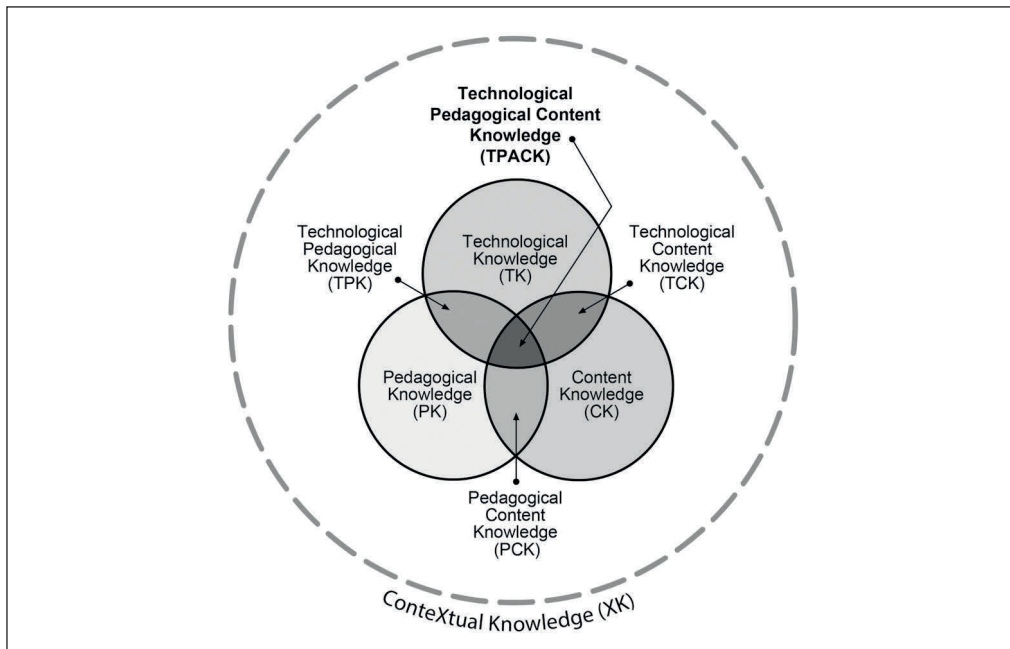 Technological
Pedagogical Content
Knowledge
(TPACK)
Technological
Pedagogical
Knowledge
(TPK)
Technological
Knowledge
(TK)
Technological
Content
Knowledge
(TCK)
Pedagogical
Knowledge
(PK)
Content
Knowledge
(CK)
Pedagogical
Content
Knowledge
(PCK)
ConteXtual Knowledge (XK)